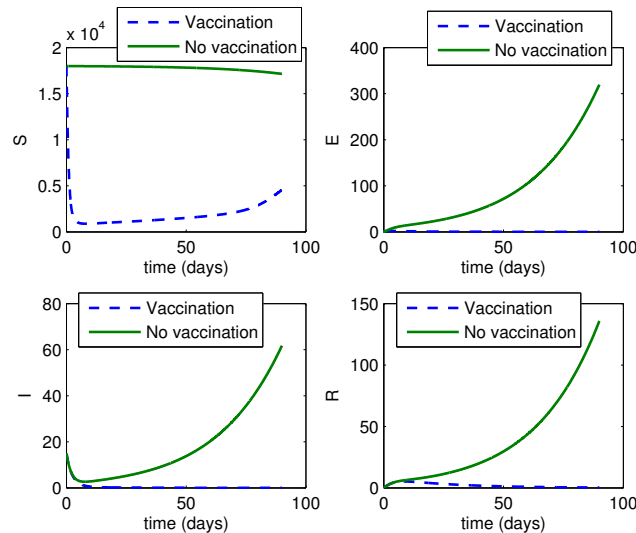 x 10^4
Vaccination
No vaccination
2
1.5
1
0.5
0
S
0 50 100
time (days)
Vaccination
No vaccination
400
300
200
100
0
E
0 50 100
time (days)
Vaccination
No vaccination
80
60
40
20
0
I
0 50 100
time (days)
Vaccination
No vaccination
150
100
50
0
R
0 50 100
time (days)